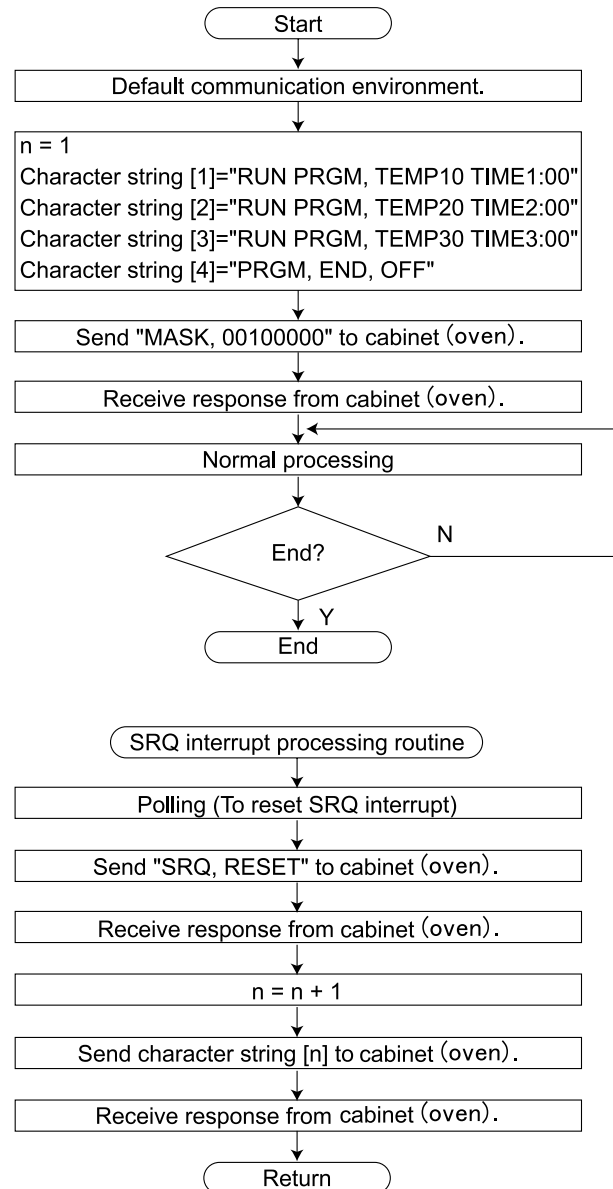 Start
Default communication environment.
n = 1
Character string [1]="RUN PRGM, TEMP10 TIME1:00"
Character string [2]="RUN PRGM, TEMP20 TIME2:00"
Character string [3]="RUN PRGM, TEMP30 TIME3:00"
Character string [4]="PRGM, END, OFF"
Send "MASK, 00100000" to cabinet (oven).
Receive response from cabinet (oven).
Normal processing
End?
N
Y
End
SRQ interrupt processing routine
Polling (To reset SRQ interrupt)
Send "SRQ, RESET" to cabinet (oven).
Receive response from cabinet (oven).
n = n + 1
Send character string [n] to cabinet (oven).
Receive response from cabinet (oven).
Return